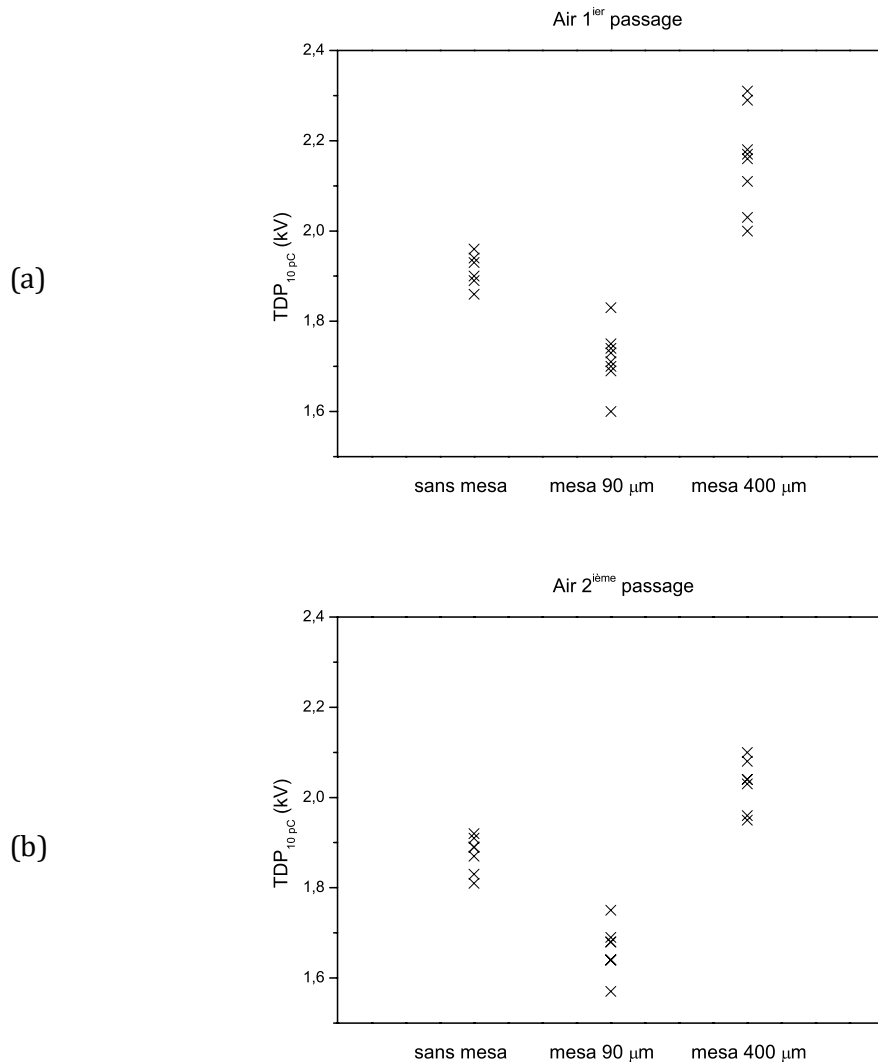 Air 1ier passage
2,4
2,2
2,0
1,8
1,6
TDP10 pC (kV)
(a)
sans mesa mesa 90 μm mesa 400 μm
Air 2ième passage
2,4
2,2
2,0
1,8
1,6
TDP10 pC (kV)
(b)
sans mesa mesa 90 μm mesa 400 μm